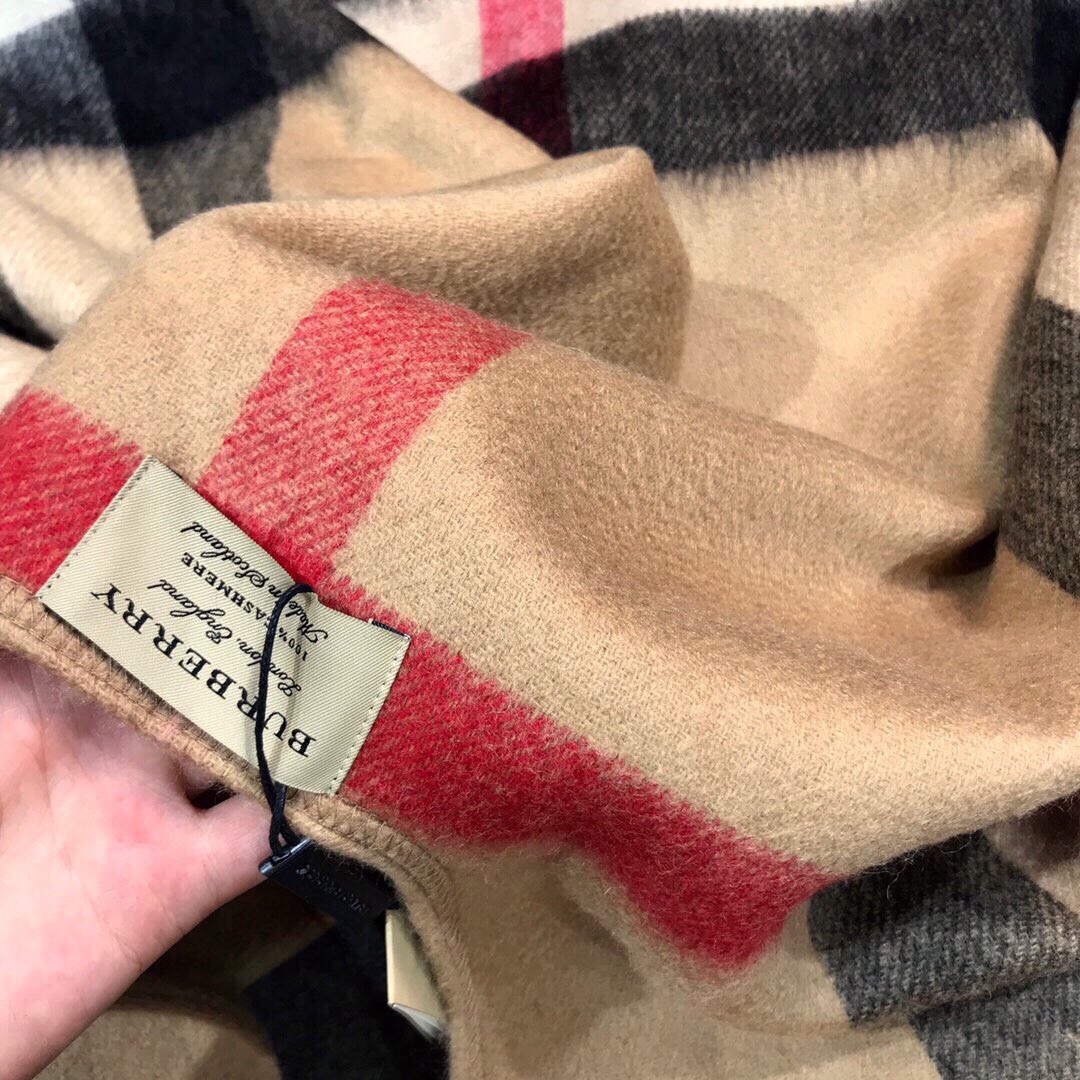 BURBERRY
London, England
100% CASHMERE
Made in Scotland